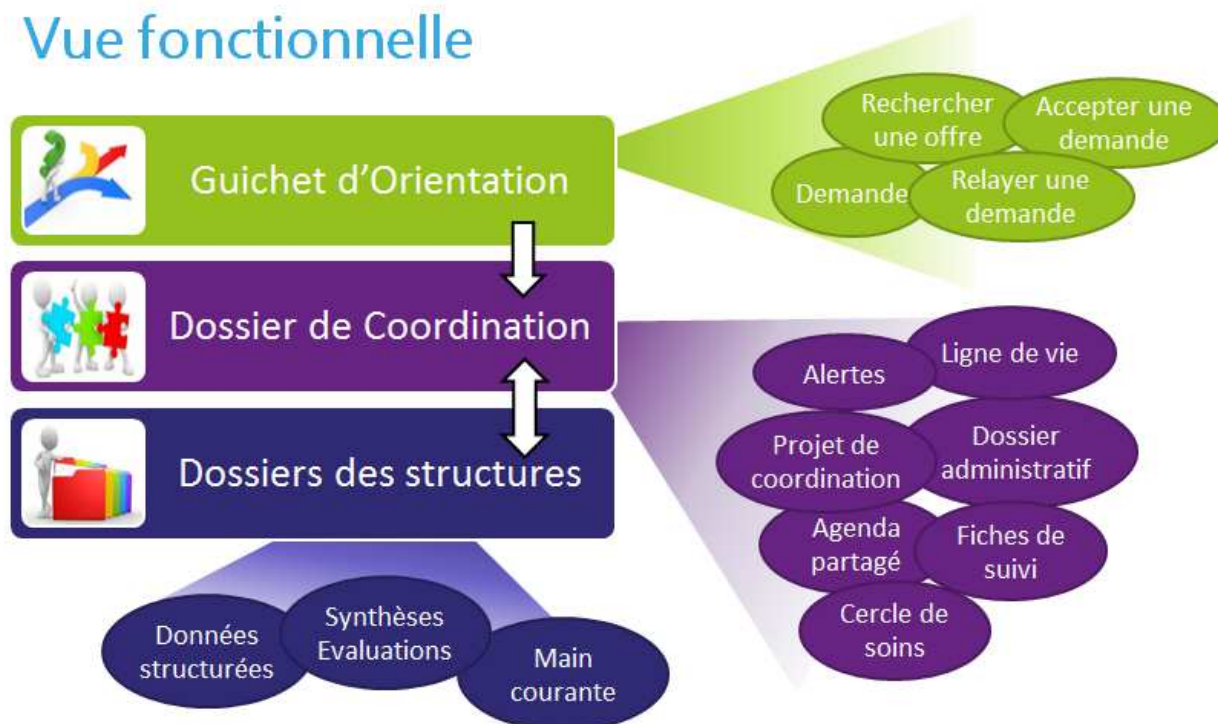 Vue fonctionnelle
Guichet d'Orientation
Rechercher
une offre
Accepter une
demande
Demande
Relayer une
demande
Dossier de Coordination
Alertes
Ligne de vie
Projet de
coordination
Dossier
administratif
Agenda
partagé
Fiches de
suivi
Cercle de
soins
Dossiers des structures
Données
structurées
Synthèses
Evaluations
Main
courante